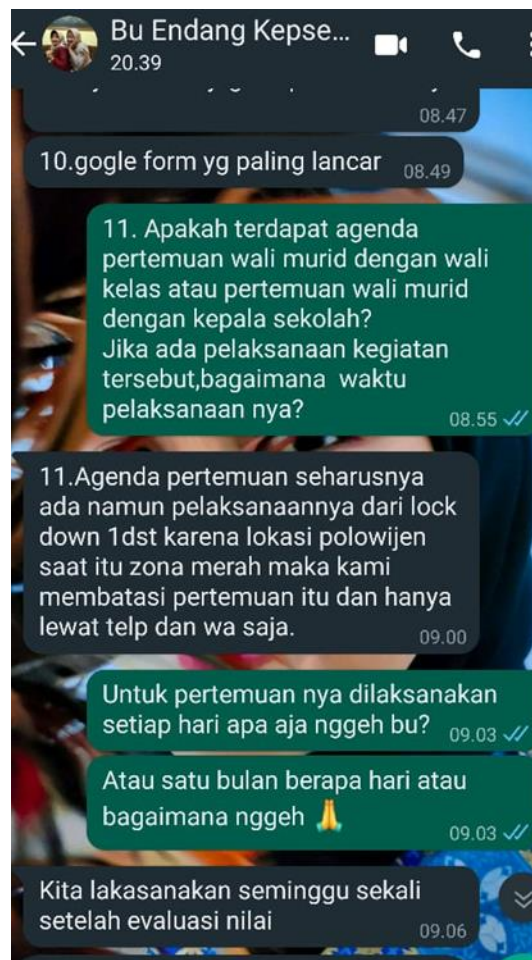 Bu Endang Kepse...
20.39
08.47
10.gogle form yg paling lancar 08.49
11. Apakah terdapat agenda
pertemuan wali murid dengan wali
kelas atau pertemuan wali murid
dengan kepala sekolah?
Jika ada pelaksanaan kegiatan
tersebut,bagaimana waktu
pelaksanaan nya?
08.55
11.Agenda pertemuan seharusnya
ada namun pelaksanaannya dari lock
down 1dst karena lokasi polowijen
saat itu zona merah maka kami
membatasi pertemuan itu dan hanya
lewat telp dan wa saja.
09.00
Untuk pertemuan nya dilaksanakan
setiap hari apa aja nggeh bu? 09.03
Atau satu bulan berapa hari atau
bagaimana nggeh 🙏
09.03
Kita lakasanakan seminggu sekali
setelah evaluasi nilai 09.06